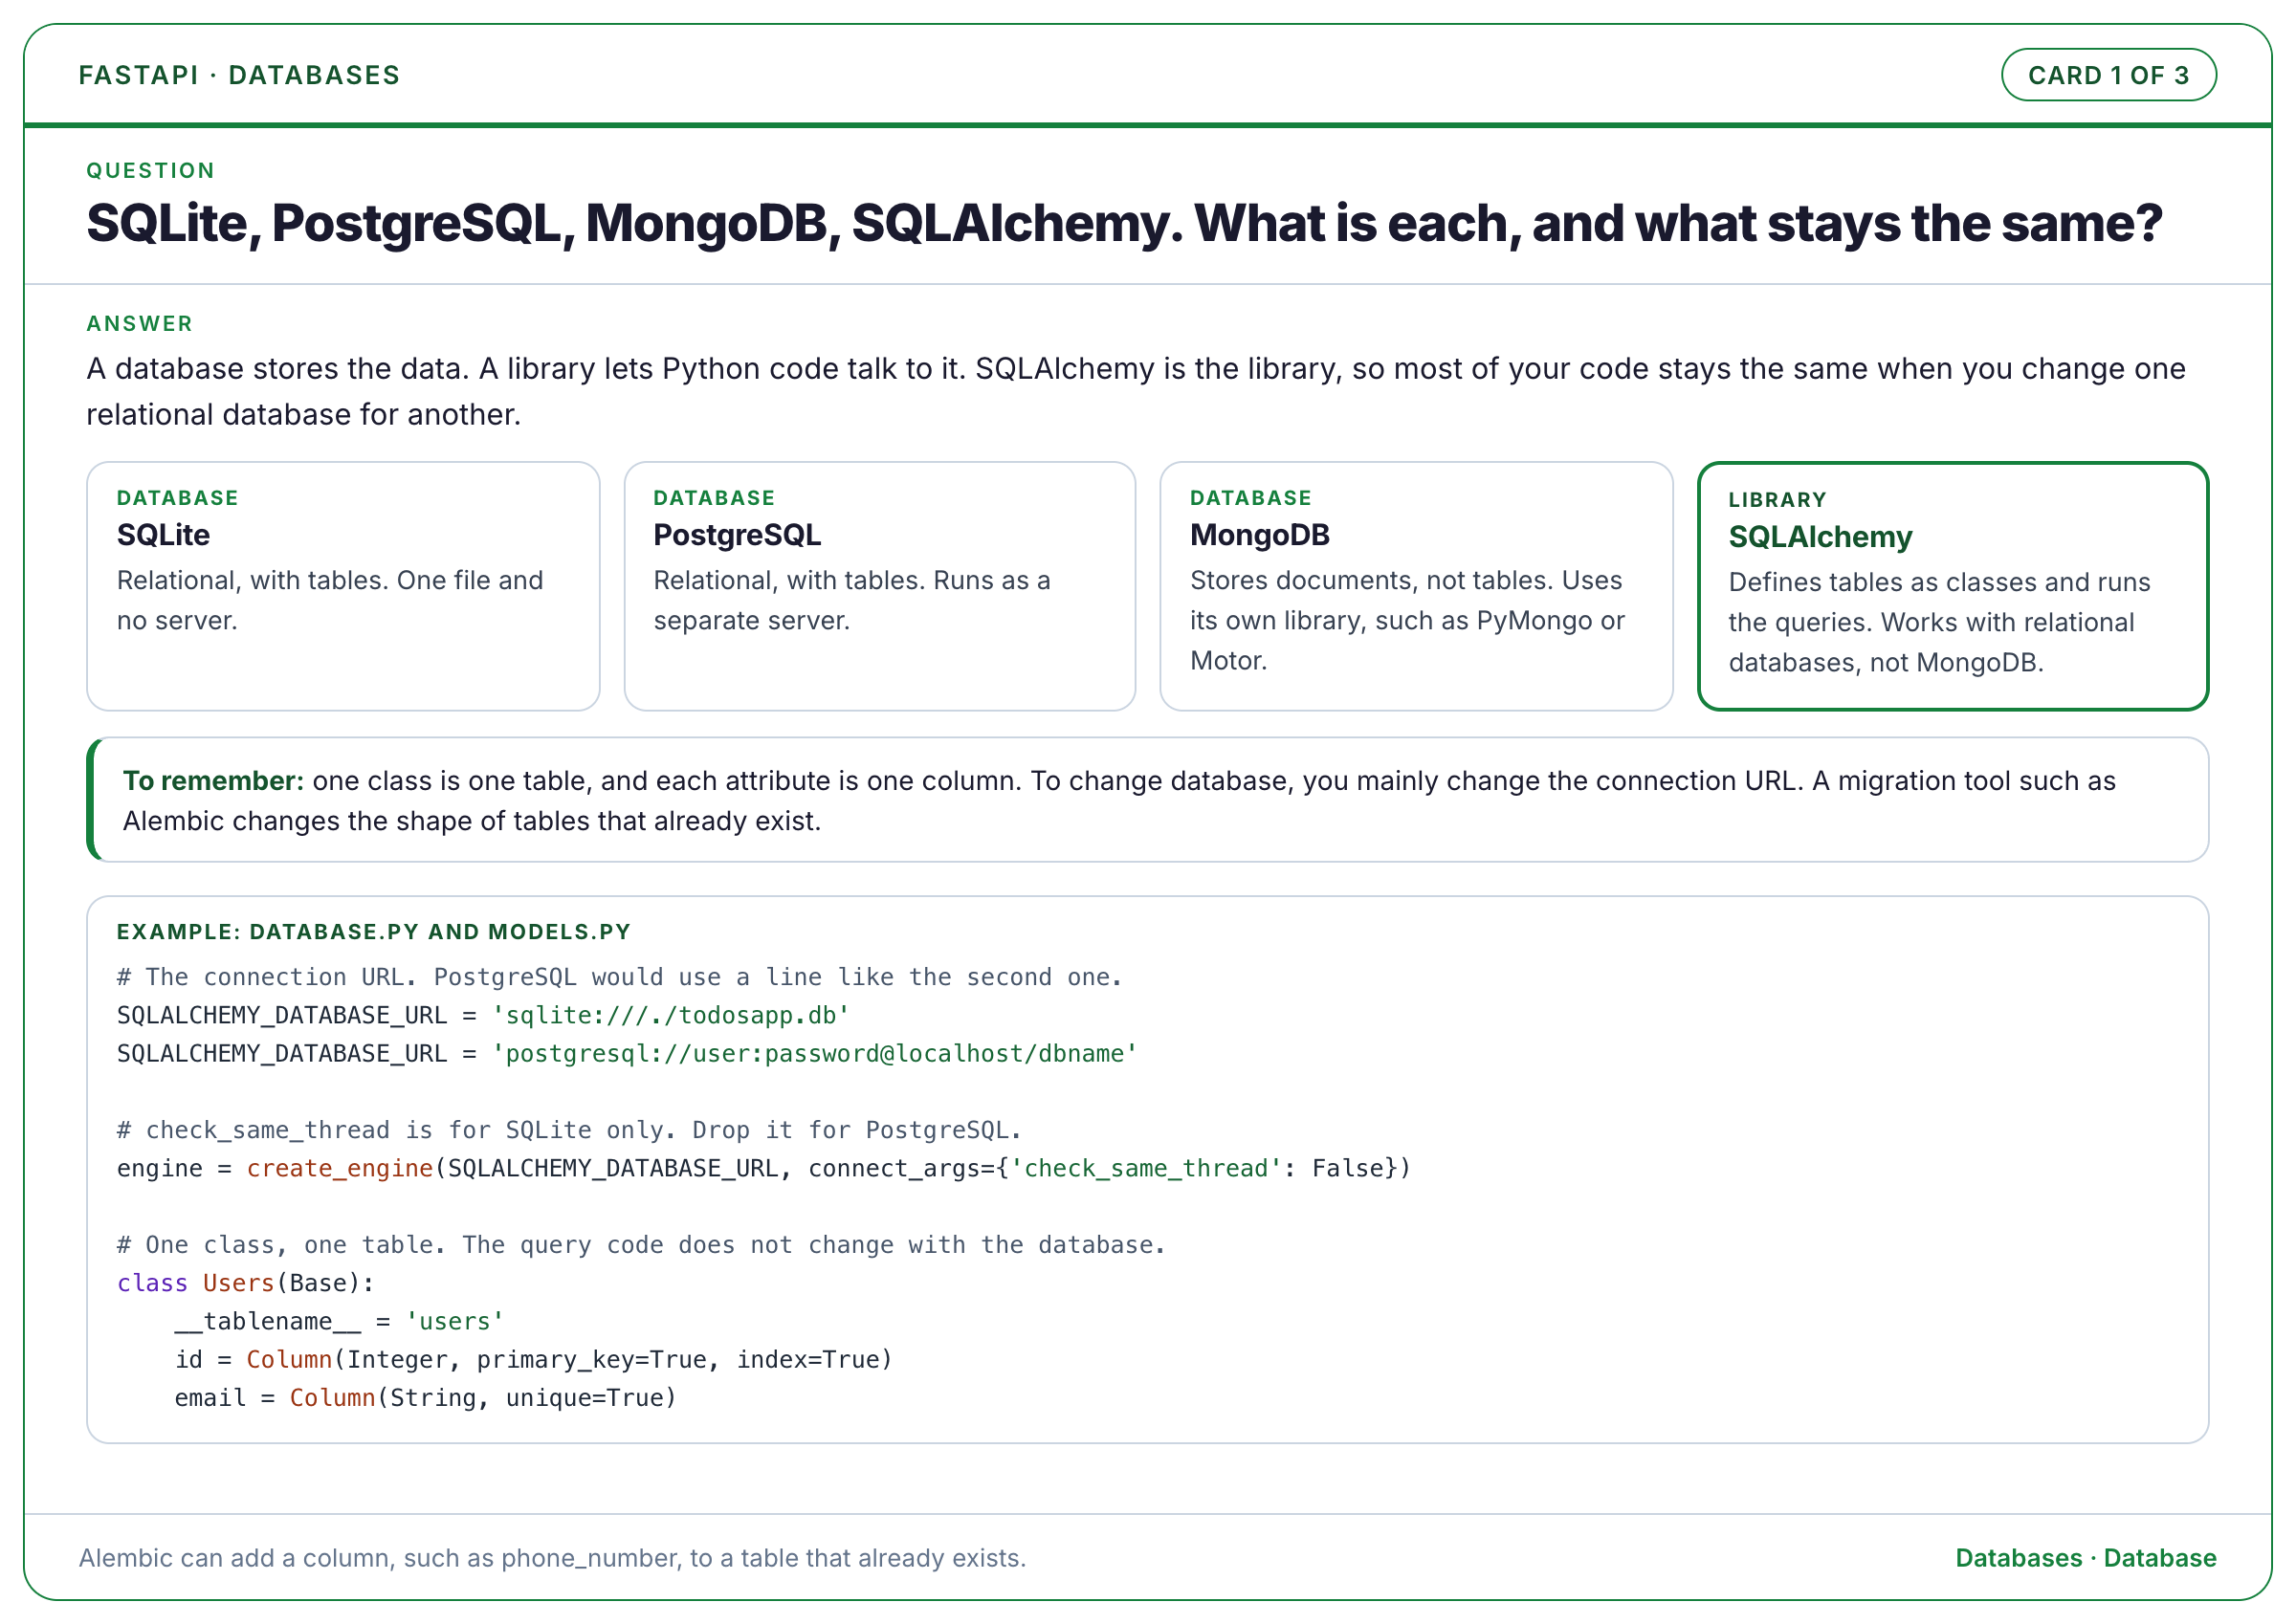 FASTAPI · DATABASES
CARD 1 OF 3
QUESTION
SQLite, PostgreSQL, MongoDB, SQLAlchemy. What is each, and what stays the same?
ANSWER
A database stores the data. A library lets Python code talk to it. SQLAlchemy is the library, so most of your code stays the same when you change one
relational database for another.
DATABASE
SQLite
Relational, with tables. One file and
no server.
DATABASE
PostgreSQL
Relational, with tables. Runs as a
separate server.
DATABASE
MongoDB
Stores documents, not tables. Uses
its own library, such as PyMongo or
Motor.
LIBRARY
SQLAlchemy
Defines tables as classes and runs
the queries. Works with relational
databases, not MongoDB.
To remember: one class is one table, and each attribute is one column. To change database, you mainly change the connection URL. A migration tool such as
Alembic changes the shape of tables that already exist.
EXAMPLE: DATABASE.PY AND MODELS.PY
# The connection URL. PostgreSQL would use a line like the second one.
SQLALCHEMY_DATABASE_URL = 'sqlite:///./todosapp.db'
SQLALCHEMY_DATABASE_URL = 'postgresql://user:password@localhost/dbname'
# check_same_thread is for SQLite only. Drop it for PostgreSQL.
engine = create_engine(SQLALCHEMY_DATABASE_URL, connect_args={'check_same_thread': False})
# One class, one table. The query code does not change with the database.
class Users(Base):
    __tablename__ = 'users'
    id = Column(Integer, primary_key=True, index=True)
    email = Column(String, unique=True)
Alembic can add a column, such as phone_number, to a table that already exists.
Databases · Database